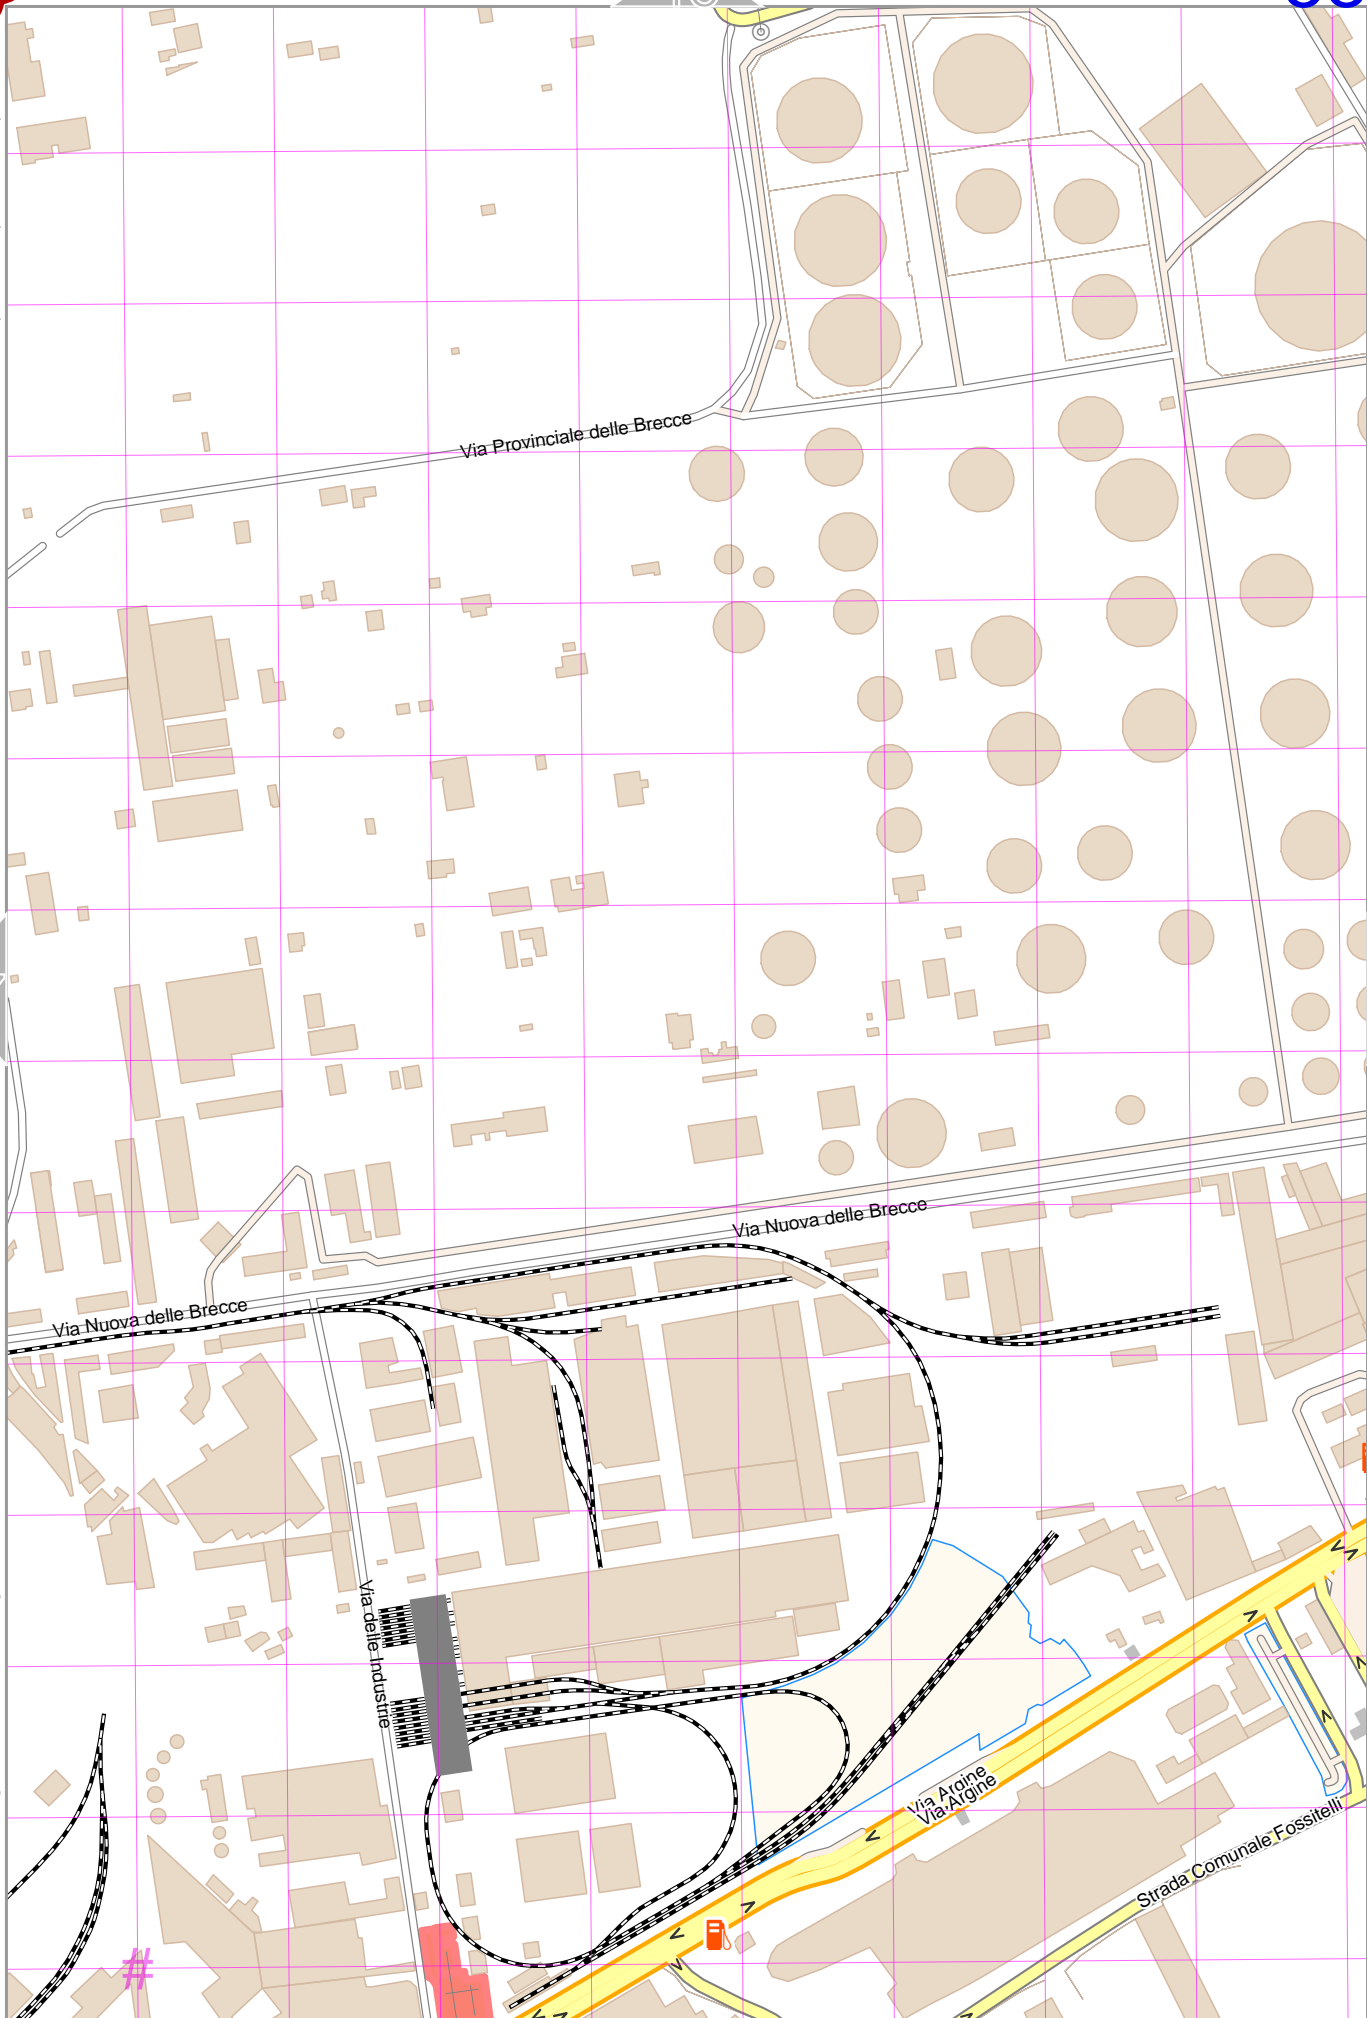 Via Provinciale delle Brecce
Via Nuova delle Brecce
Via Nuova delle Brecce
Via delle Industrie
Via Argine
Via Argine
Strada Comunale Fossitelli
#